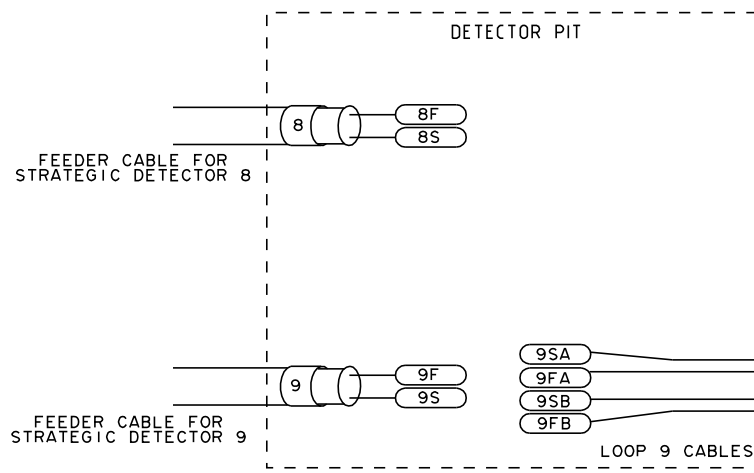 DETECTOR PIT
8
8F
8S
FEEDER CABLE FOR
STRATEGIC DETECTOR 8
9
9F
9S
9SA
9FA
9SB
9FB
FEEDER CABLE FOR
STRATEGIC DETECTOR 9
LOOP 9 CABLES